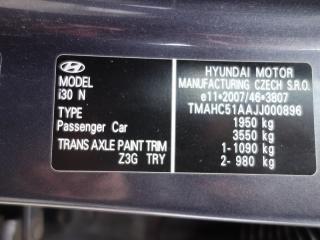 MODEL
i30 N
TYPE
Passenger Car
TRANS AXLE PAINT TRIM
Z3G TRY
HYUNDAI MOTOR
MANUFACTURING CZECH S.R.O.
e11*2007/46*3807
TMAHC51AAJJ000896
1950 kg
3550 kg
1-1090 kg
2- 980 kg